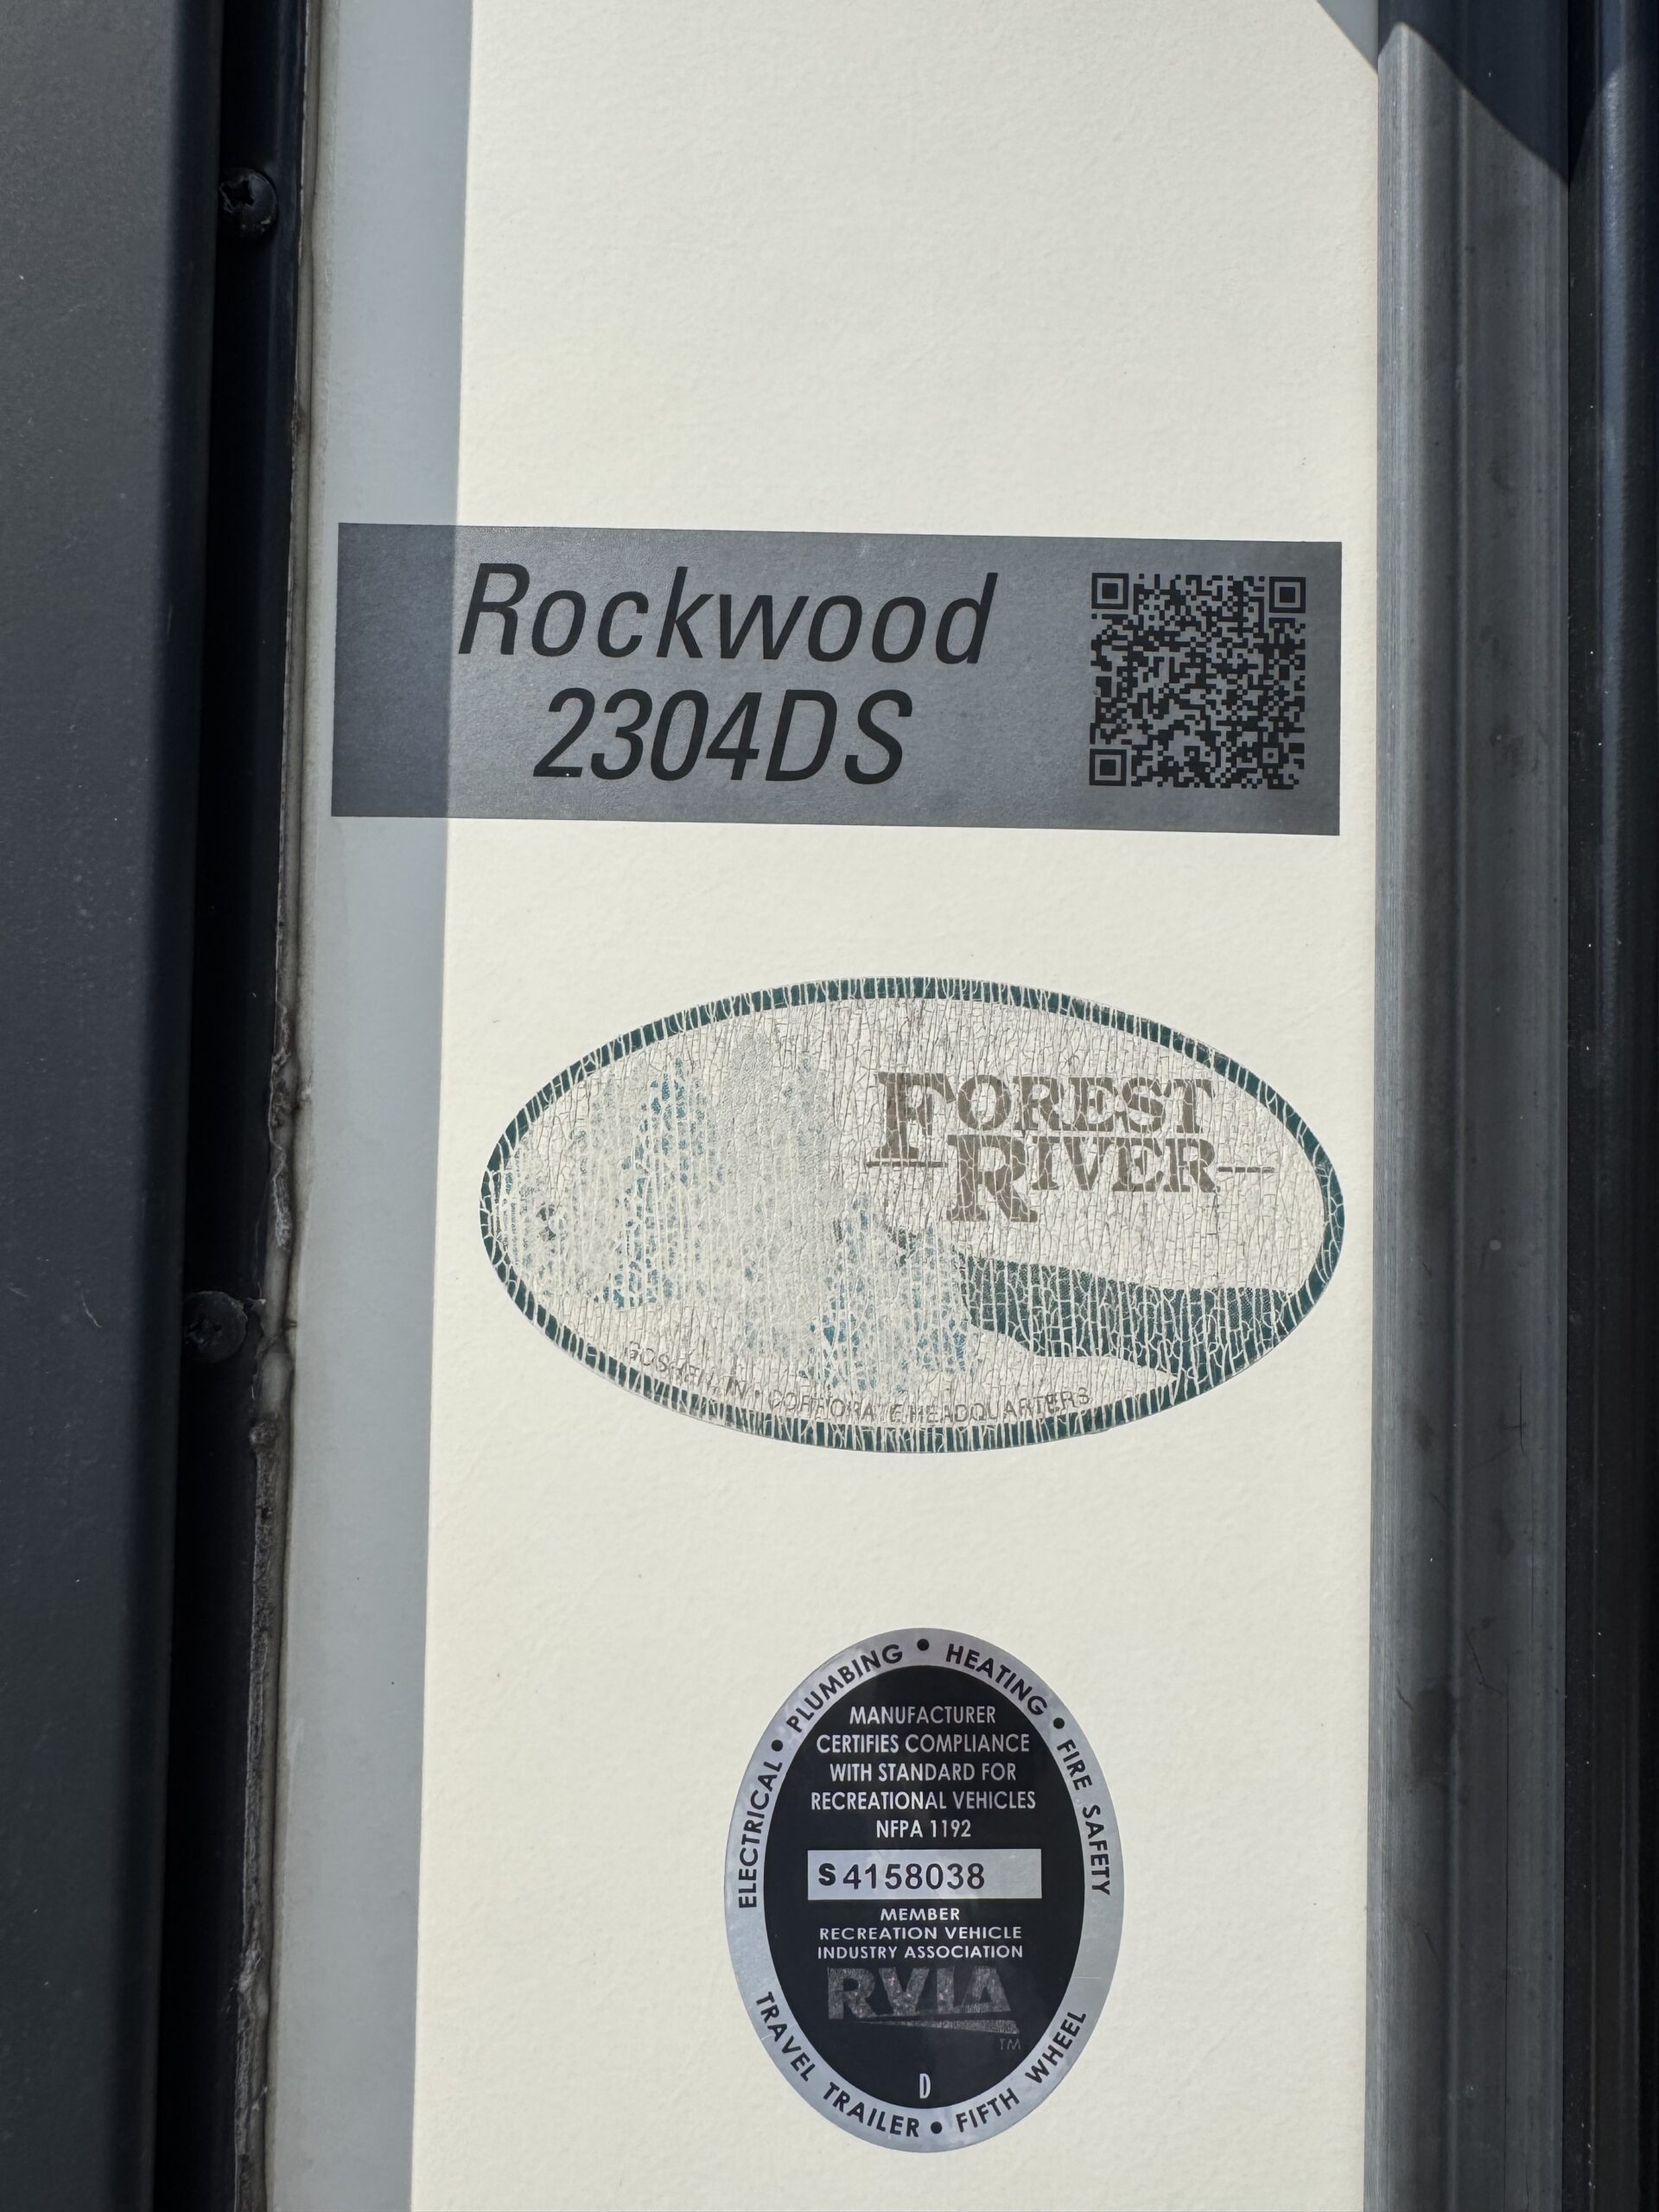 Rockwood
2304DS
FOREST
RIVER
GOSHEN, IN • CORPORATE HEADQUARTERS
ELECTRICAL • PLUMBING • HEATING • FIRE SAFETY
MANUFACTURER
CERTIFIES COMPLIANCE
WITH STANDARD FOR
RECREATIONAL VEHICLES
NFPA 1192
S 4158038
MEMBER
RECREATION VEHICLE
INDUSTRY ASSOCIATION
RVIA
TM
D
TRAVEL TRAILER • FIFTH WHEEL